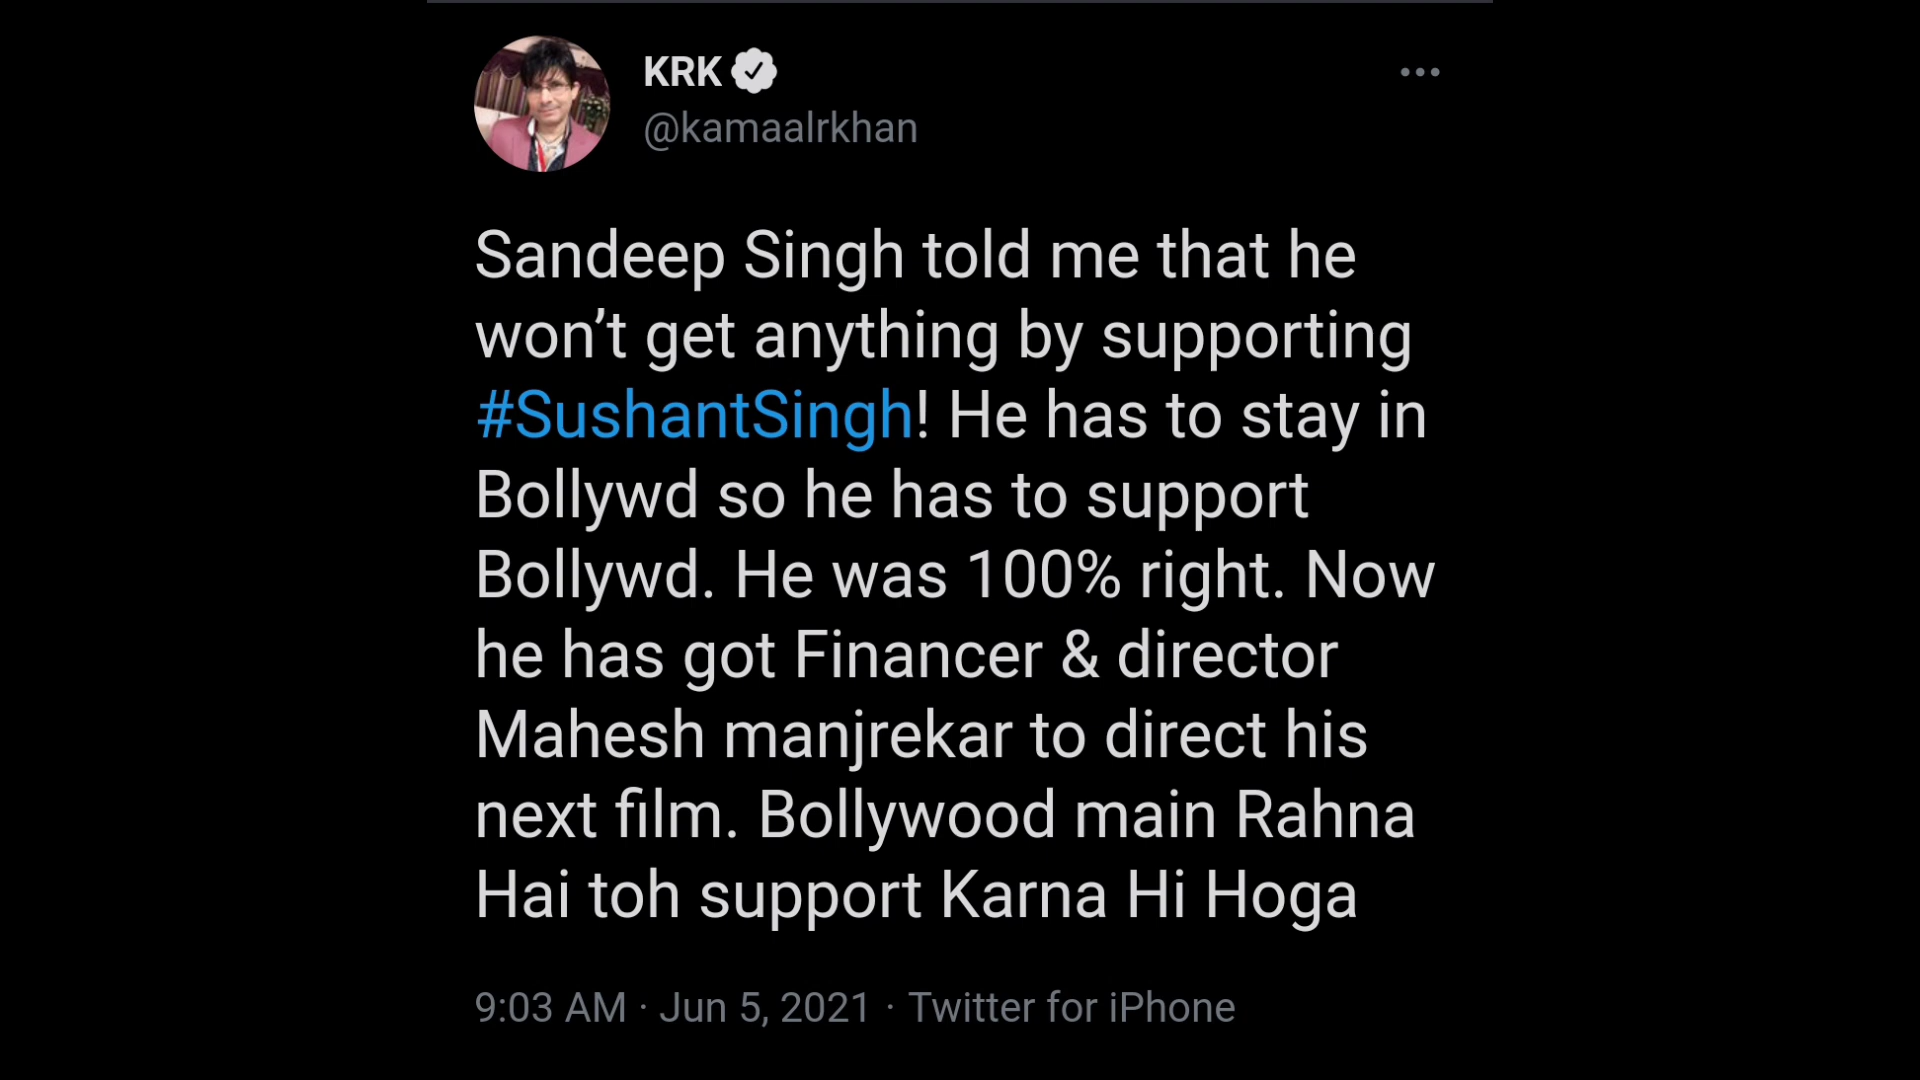 KRK
@kamaalrkhan
Sandeep Singh told me that he
won’t get anything by supporting
#SushantSingh! He has to stay in
Bollywd so he has to support
Bollywd. He was 100% right. Now
he has got Financer & director
Mahesh manjrekar to direct his
next film. Bollywood main Rahna
Hai toh support Karna Hi Hoga
9:03 AM · Jun 5, 2021 · Twitter for iPhone